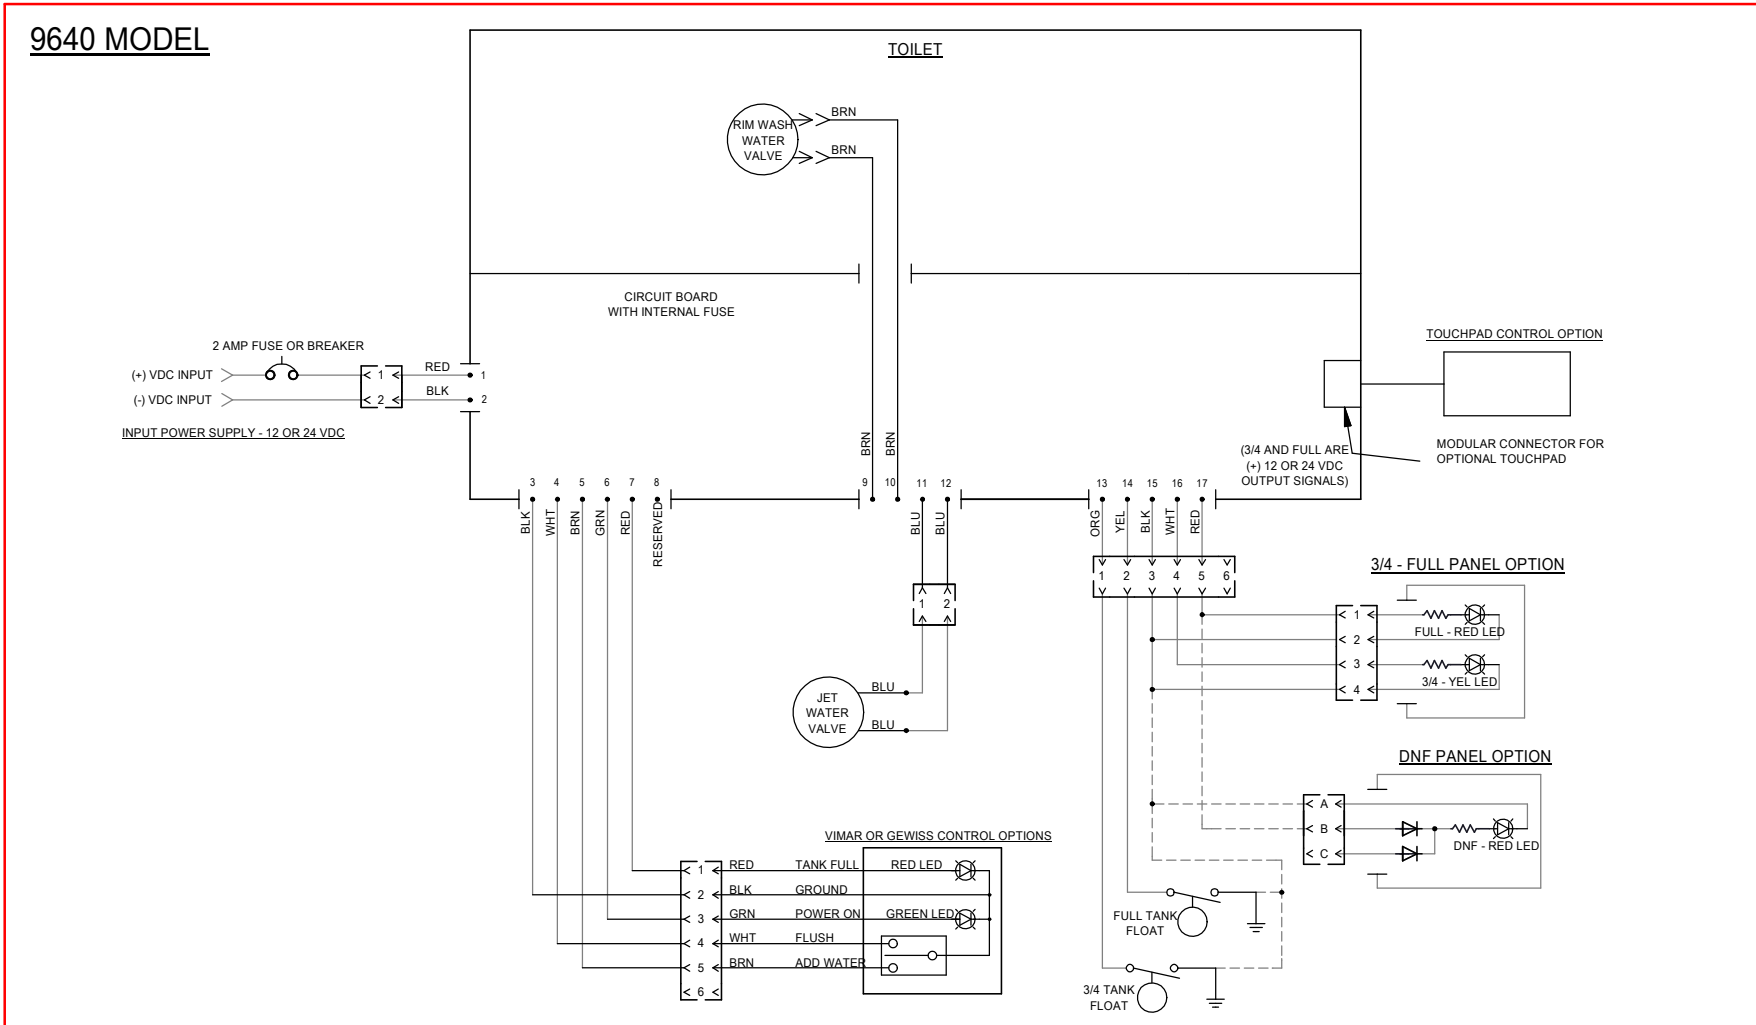 9640 MODEL
TOILET
RIM WASH
WATER
VALVE
BRN
BRN
CIRCUIT BOARD
WITH INTERNAL FUSE
2 AMP FUSE OR BREAKER
(+) VDC INPUT
1
RED
1
(-) VDC INPUT
2
BLK
2
INPUT POWER SUPPLY - 12 OR 24 VDC
TOUCHPAD CONTROL OPTION
MODULAR CONNECTOR FOR
OPTIONAL TOUCHPAD
(3/4 AND FULL ARE
(+) 12 OR 24 VDC
OUTPUT SIGNALS)
BRN
BRN
3 4 5 6 7 8
9 10 11 12
13 14 15 16 17
BLK
WHT
BRN
GRN
RED
RESERVED
BLU
BLU
ORG
YEL
BLK
WHT
RED
1 2
1 2 3 4 5 6
JET
WATER
VALVE
BLU
BLU
3/4 - FULL PANEL OPTION
1
FULL - RED LED
2
3
3/4 - YEL LED
4
DNF PANEL OPTION
A
B
DNF - RED LED
C
VIMAR OR GEWISS CONTROL OPTIONS
1 RED TANK FULL RED LED
2 BLK GROUND
3 GRN POWER ON GREEN LED
4 WHT FLUSH
5 BRN ADD WATER
6
FULL TANK
FLOAT
3/4 TANK
FLOAT